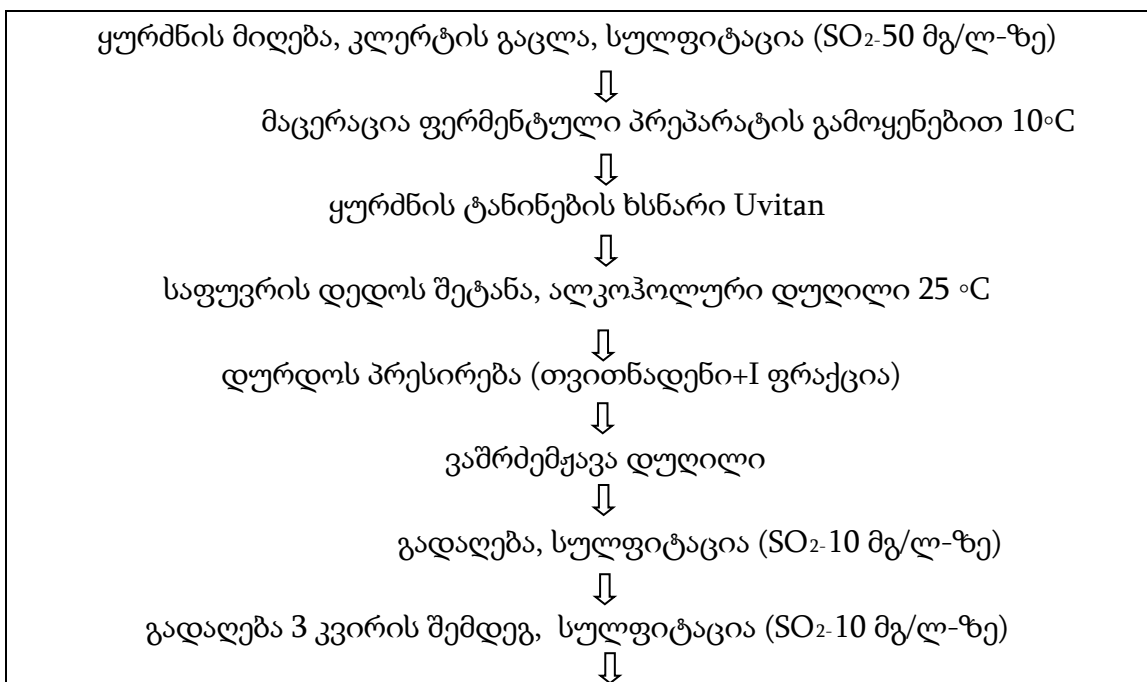 ყურძნის მიღება, კლერტის გაცლა, სულფიტაცია (SO₂-50 მგ/ლ-ზე)
⇩
მაცერაცია ფერმენტული პრეპარატის გამოყენებით 10◦C
⇩
ყურძნის ტანინების ხსნარი Uvitan
⇩
საფუვრის დედოს შეტანა, ალკოჰოლური დუღილი 25 ◦C
⇩
დურდოს პრესირება (თვითნადენი+I ფრაქცია)
⇩
ვაშრძემჟავა დუღილი
⇩
გადაღება, სულფიტაცია (SO₂-10 მგ/ლ-ზე)
⇩
გადაღება 3 კვირის შემდეგ, სულფიტაცია (SO₂-10 მგ/ლ-ზე)
⇩